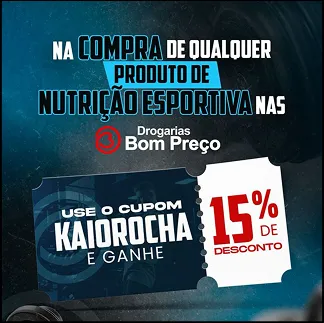 NA COMPRA DE QUALQUER
PRODUTO DE
NUTRIÇÃO ESPORTIVA NAS
Drogarias
Bom Preço
USE O CUPOM
KAIOROCHA
E GANHE
15%
DE
DESCONTO